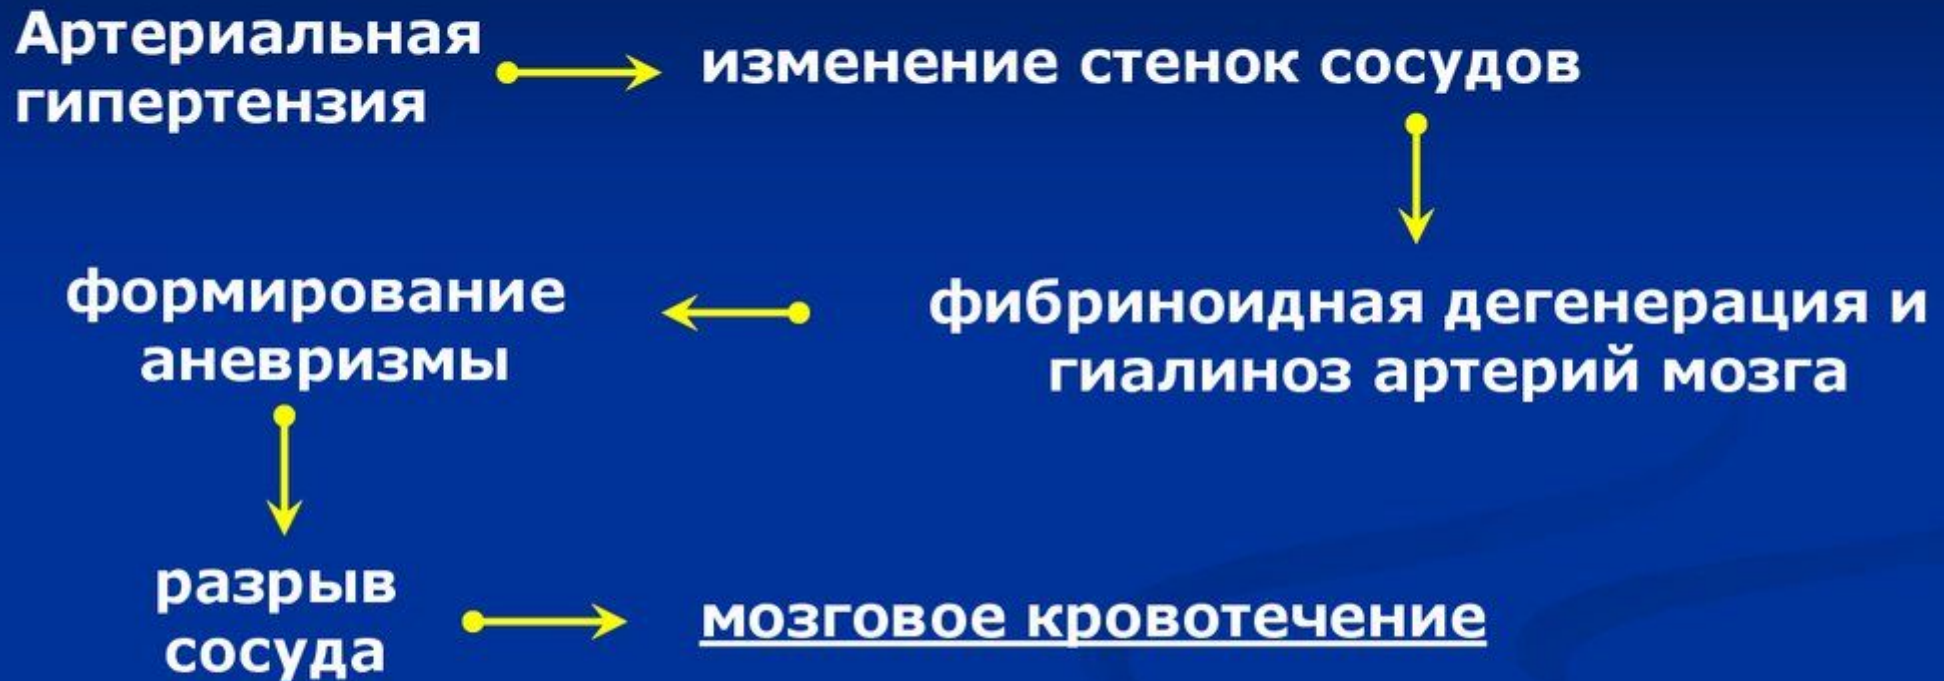 Артериальная
гипертензия
изменение стенок сосудов
фибриноидная дегенерация и
гиалиноз артерий мозга
формирование
аневризмы
разрыв
сосуда
мозговое кровотечение